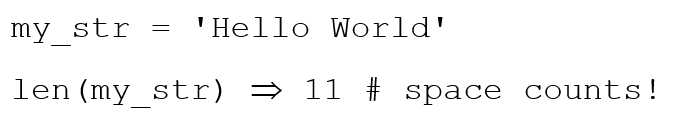 my_str = 'Hello World'
len(my_str) ⇒ 11 # space counts!